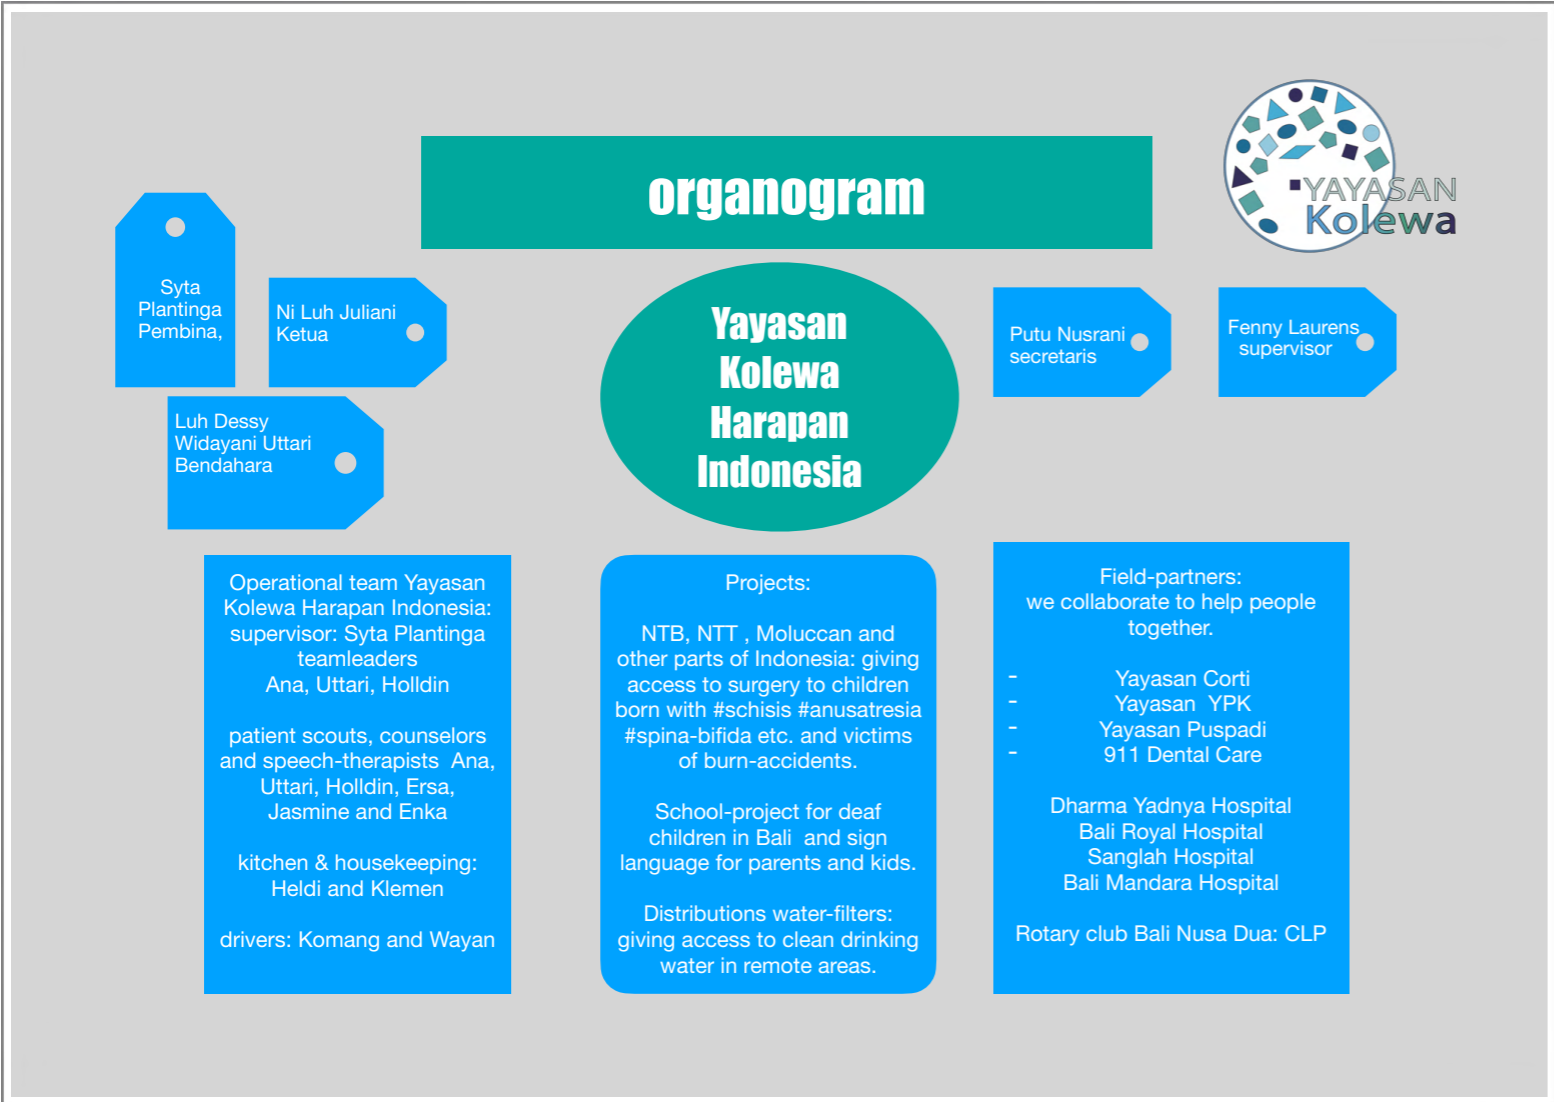 organogram
YAYASAN
Kolewa
Syta
Plantinga
Pembina,
Ni Luh Juliani
Ketua
Luh Dessy
Widayani Uttari
Bendahara
Yayasan
Kolewa
Harapan
Indonesia
Putu Nusrani
secretaris
Fenny Laurens
supervisor
Operational team Yayasan
Kolewa Harapan Indonesia:
supervisor: Syta Plantinga
teamleaders
Ana, Uttari, Holldin
patient scouts, counselors
and speech-therapists  Ana,
Uttari, Holldin, Ersa,
Jasmine and Enka
kitchen & housekeeping:
Heldi and Klemen
drivers: Komang and Wayan
Projects:
NTB, NTT , Moluccan and
other parts of Indonesia: giving
access to surgery to children
born with #schisis #anusatresia
#spina-bifida etc. and victims
of burn-accidents.
School-project for deaf
children in Bali  and sign
language for parents and kids.
Distributions water-filters:
giving access to clean drinking
water in remote areas.
Field-partners:
we collaborate to help people
together.
- Yayasan Corti
- Yayasan  YPK
- Yayasan Puspadi
- 911 Dental Care
Dharma Yadnya Hospital
Bali Royal Hospital
Sanglah Hospital
Bali Mandara Hospital
Rotary club Bali Nusa Dua: CLP